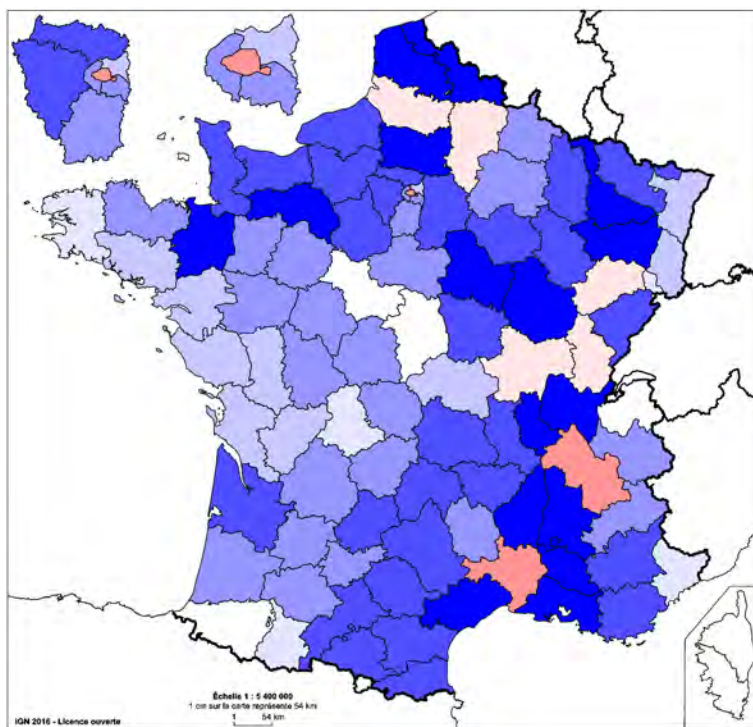 Échelle 1 : 5 400 000
1 cm sur la carte représente 54 km
1 54 km
IGN 2016 - Licence ouverte